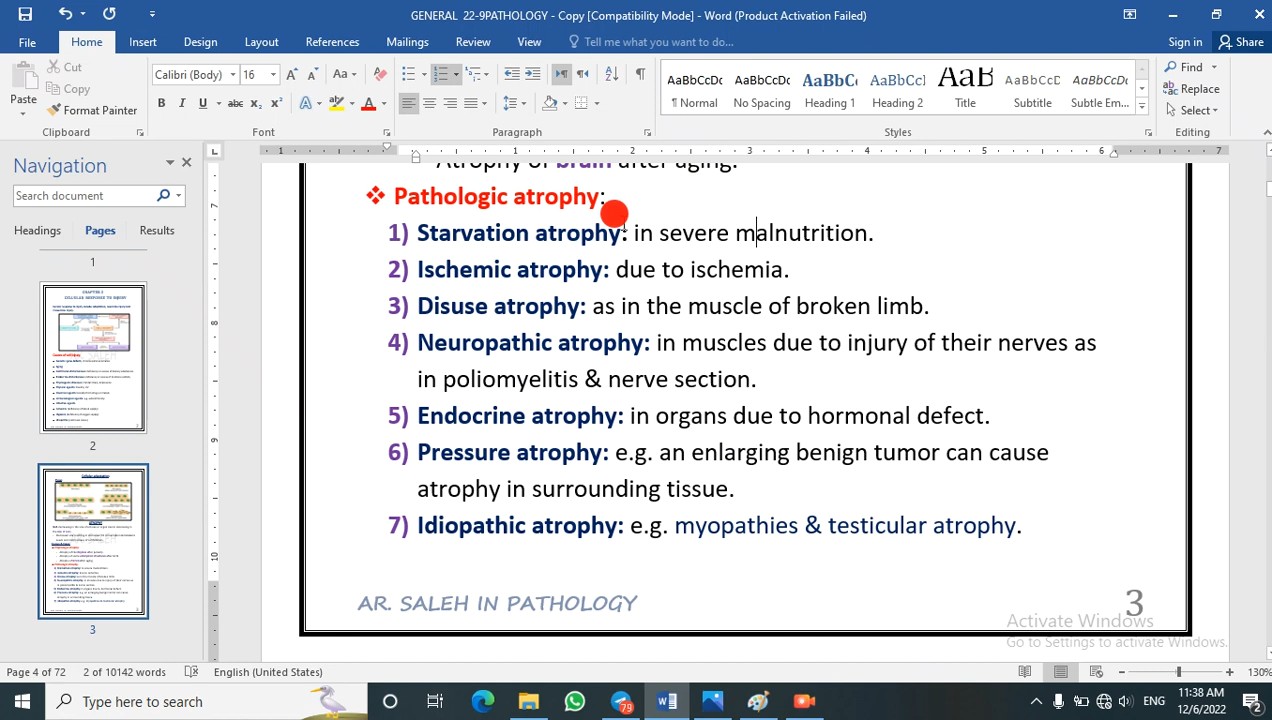 GENERAL 22-9PATHOLOGY - Copy [Compatibility Mode] - Word (Product Activation Failed)
File Home Insert Design Layout References Mailings Review View Tell me what you want to do... Sign in Share
Paste Cut Copy Format Painter
Calibri (Body) 16
AaBbCcDc AaBbCcDc AaBbC AaBbCc AaB AaBbCcC AaBbCcDc
¶ Normal No Spacing Heading 1 Heading 2 Title Subtitle Subtle Em...
Find Replace Select
Clipboard Font Paragraph Styles Editing
Navigation
Search document
Headings Pages Results
1
2
3
Atrophy of brain after aging.
❖ Pathologic atrophy:
1) Starvation atrophy: in severe malnutrition.
2) Ischemic atrophy: due to ischemia.
3) Disuse atrophy: as in the muscle of broken limb.
4) Neuropathic atrophy: in muscles due to injury of their nerves as
in poliomyelitis & nerve section.
5) Endocrine atrophy: in organs due to hormonal defect.
6) Pressure atrophy: e.g. an enlarging benign tumor can cause
atrophy in surrounding tissue.
7) Idiopathic atrophy: e.g. myopathies & testicular atrophy.
AR. SALEH IN PATHOLOGY 3
Activate Windows
Go to Settings to activate Windows.
Page 4 of 72 2 of 10142 words English (United States) 130%
Type here to search 79 ENG 11:38 AM 12/6/2022 2